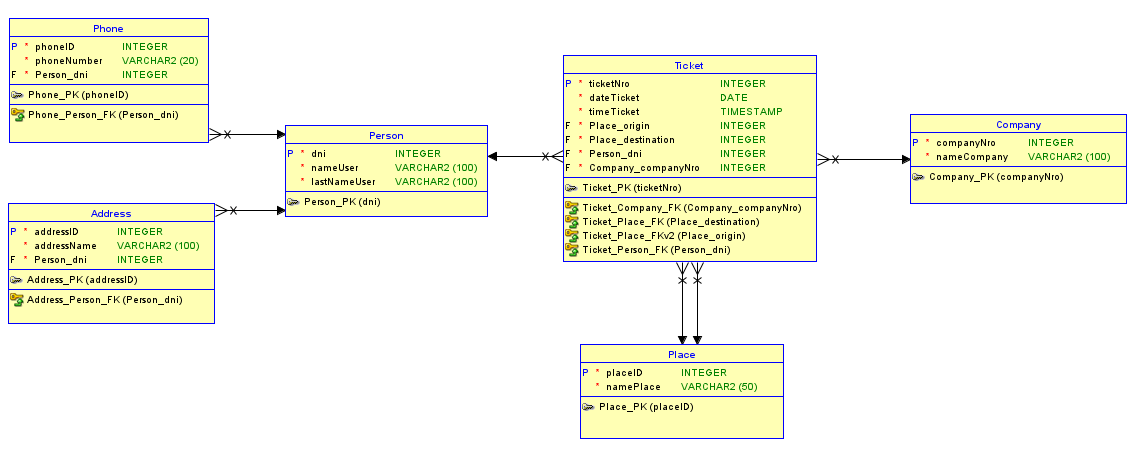 Phone
P * phoneID INTEGER
* phoneNumber VARCHAR2 (20)
F * Person_dni INTEGER
Phone_PK (phoneID)
Phone_Person_FK (Person_dni)
Address
P * addressID INTEGER
* addressName VARCHAR2 (100)
F * Person_dni INTEGER
Address_PK (addressID)
Address_Person_FK (Person_dni)
Person
P * dni INTEGER
* nameUser VARCHAR2 (100)
* lastNameUser VARCHAR2 (100)
Person_PK (dni)
Ticket
P * ticketNro INTEGER
* dateTicket DATE
* timeTicket TIMESTAMP
F * Place_origin INTEGER
F * Place_destination INTEGER
F * Person_dni INTEGER
F * Company_companyNro INTEGER
Ticket_PK (ticketNro)
Ticket_Company_FK (Company_companyNro)
Ticket_Place_FK (Place_destination)
Ticket_Place_FKv2 (Place_origin)
Ticket_Person_FK (Person_dni)
Company
P * companyNro INTEGER
* nameCompany VARCHAR2 (100)
Company_PK (companyNro)
Place
P * placeID INTEGER
* namePlace VARCHAR2 (50)
Place_PK (placeID)